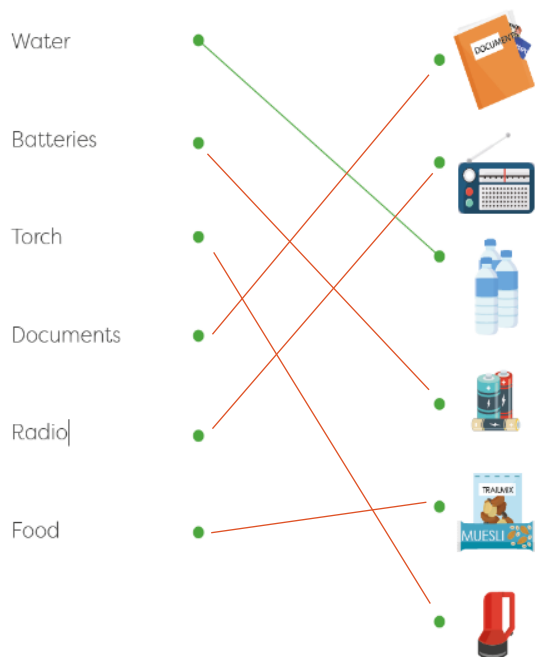 Water
Batteries
Torch
Documents
Radio
Food
DOCUMENTS
TRAILMIX
MUESLI